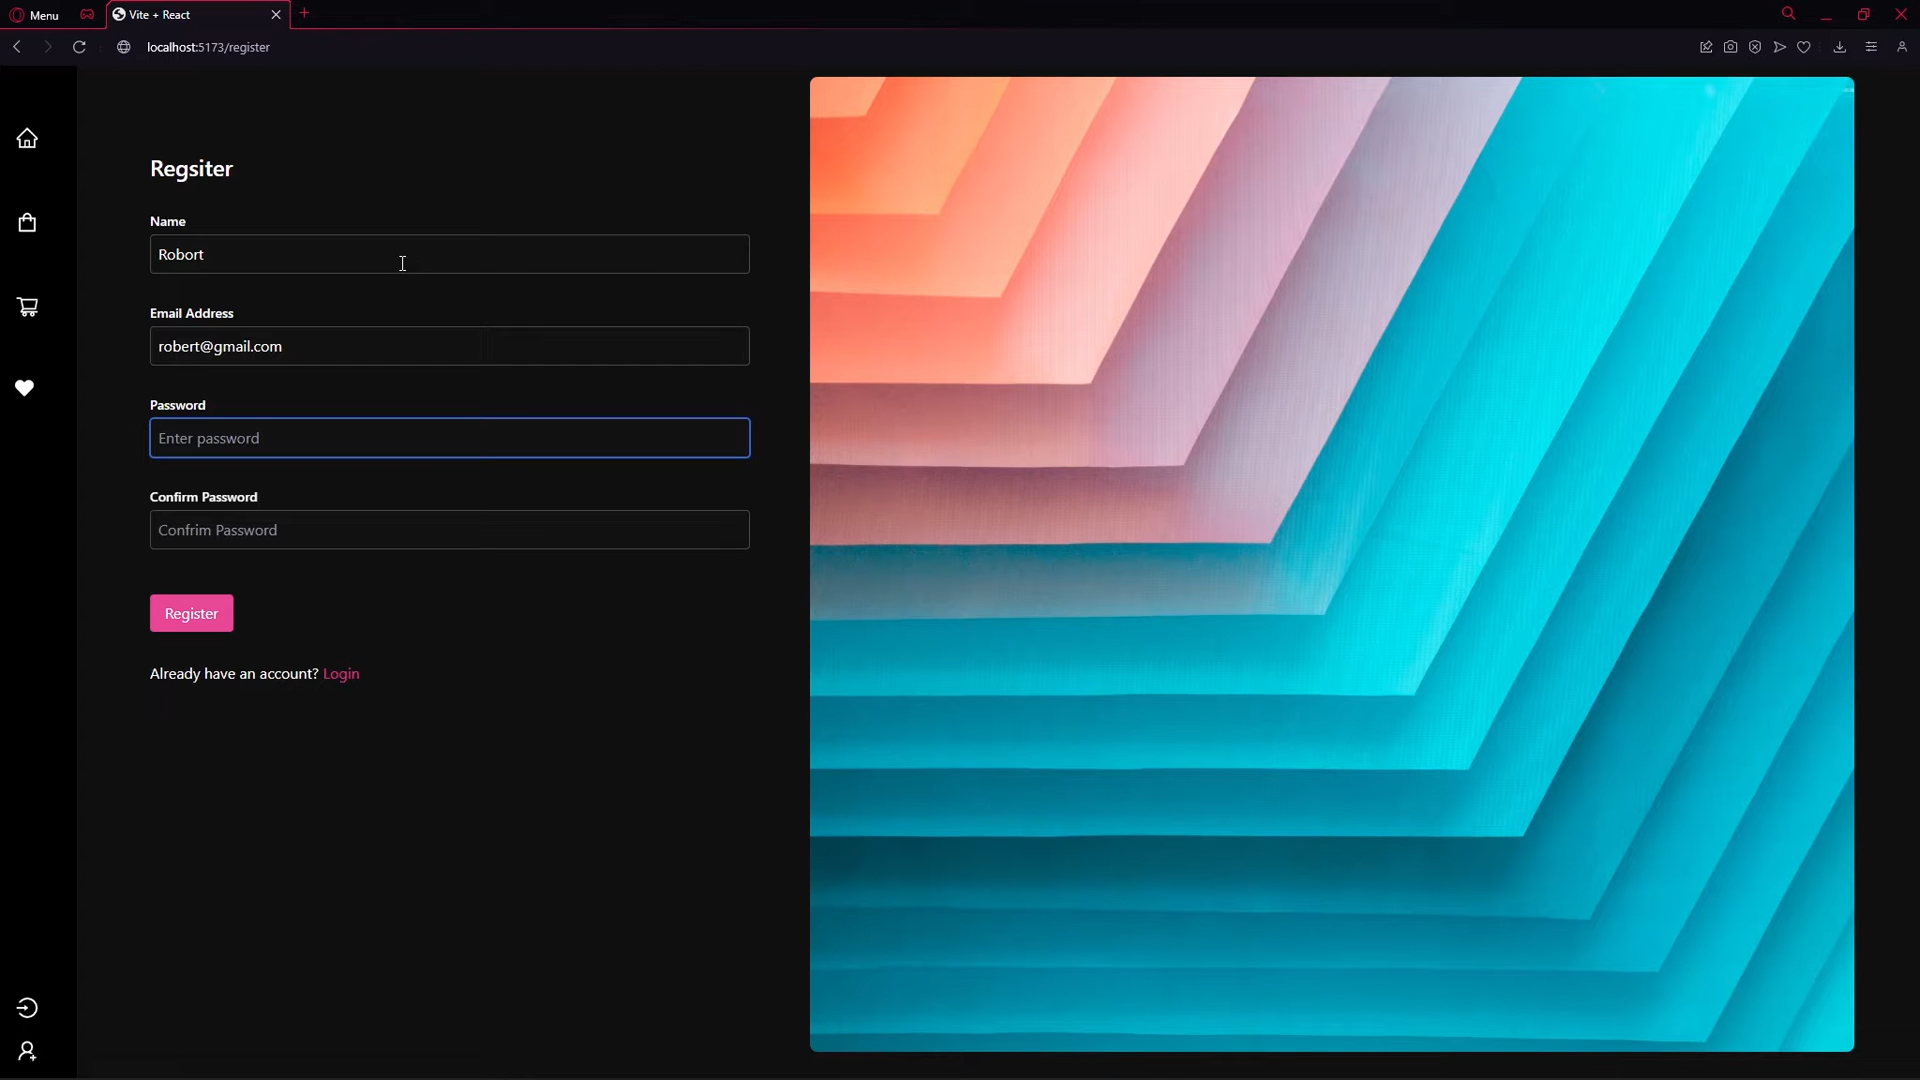 Menu
Vite + React
localhost:5173/register
Regsiter
Name
Robort
Email Address
robert@gmail.com
Password
Enter password
Confirm Password
Confrim Password
Register
Already have an account? Login